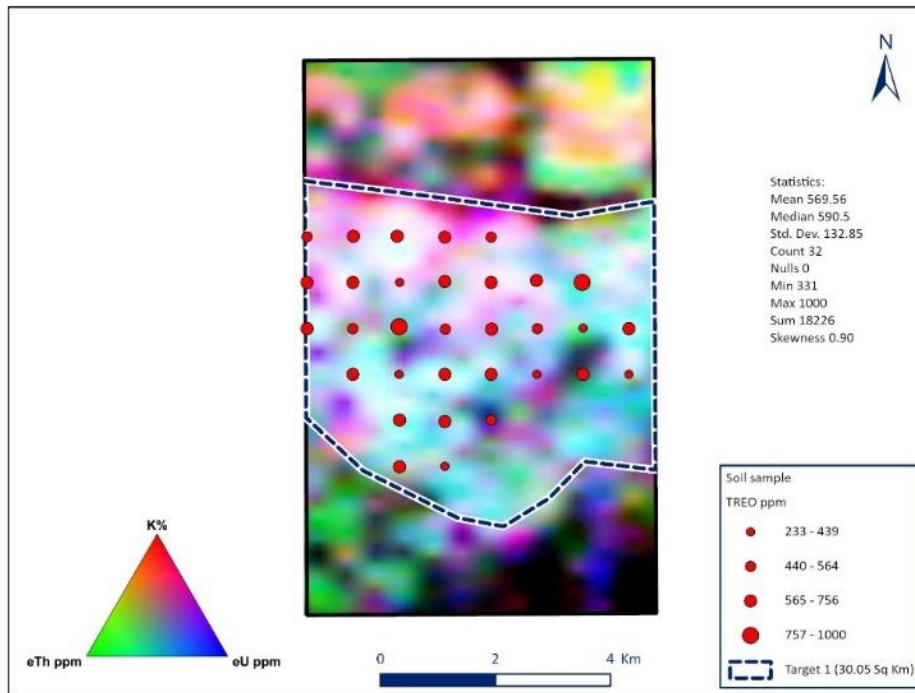 N
Statistics:
Mean 569.56
Median 590.5
Std. Dev. 132.85
Count 32
Nulls 0
Min 331
Max 1000
Sum 18226
Skewness 0.90
Soil sample
TREO ppm
233 - 439
440 - 564
565 - 756
757 - 1000
Target 1 (30.05 Sq Km)
K%
eTh ppm
eU ppm
0 2 4 Km